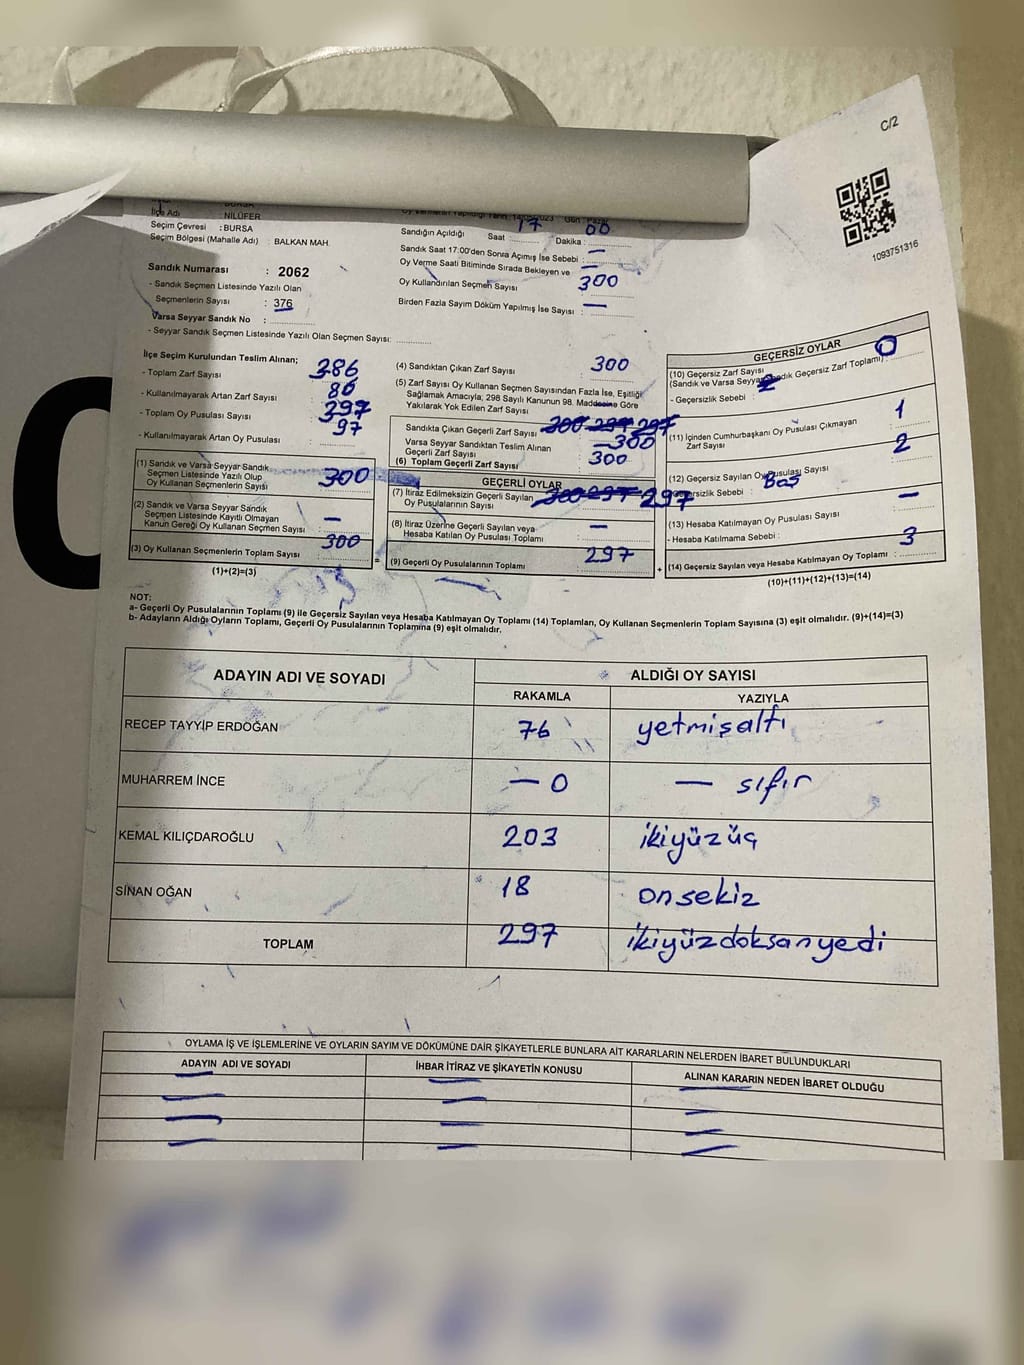 C/2
1093751316
İlçe Adı : NİLÜFER
Seçim Çevresi : BURSA
Seçim Bölgesi (Mahalle Adı) : BALKAN MAH.
Sandık Numarası : 2062
- Sandık Seçmen Listesinde Yazılı Olan
Seçmenlerin Sayısı : 376
Varsa Seyyar Sandık No :
- Seyyar Sandık Seçmen Listesinde Yazılı Olan Seçmen Sayısı:
Oy Vermenin Yapıldığı Tarih: 14/05/2023 Gün : Pazar
Sandığın Açıldığı Saat 17 Dakika : 00
Sandık Saat 17:00'den Sonra Açımış İse Sebebi : —
Oy Verme Saati Bitiminde Sırada Bekleyen ve
Oy Kullandırılan Seçmen Sayısı : 300
Birden Fazla Sayım Döküm Yapılmış İse Sayısı : —
İlçe Seçim Kurulundan Teslim Alınan;
- Toplam Zarf Sayısı : 386
- Kullanılmayarak Artan Zarf Sayısı : 86
- Toplam Oy Pusulası Sayısı : 397
- Kullanılmayarak Artan Oy Pusulası : 97
(1) Sandık ve Varsa Seyyar Sandık
Seçmen Listesinde Yazılı Olup
Oy Kullanan Seçmenlerin Sayısı : 300
(2) Sandık ve Varsa Seyyar Sandık
Seçmen Listesinde Kayıtlı Olmayan
Kanun Gereği Oy Kullanan Seçmen Sayısı : —
(3) Oy Kullanan Seçmenlerin Toplam Sayısı : 300
(1)+(2)=(3)
(4) Sandıktan Çıkan Zarf Sayısı : 300
(5) Zarf Sayısı Oy Kullanan Seçmen Sayısından Fazla İse, Eşitliği
Sağlamak Amacıyla; 298 Sayılı Kanunun 98. Maddesine Göre
Yakılarak Yok Edilen Zarf Sayısı
Sandıkta Çıkan Geçerli Zarf Sayısı : 300 297 297
300
Varsa Seyyar Sandıktan Teslim Alınan
Geçerli Zarf Sayısı : —
(6) Toplam Geçerli Zarf Sayısı : 300
GEÇERLİ OYLAR
(7) İtiraz Edilmeksizin Geçerli Sayılan
Oy Pusulalarının Sayısı : 300 297 297
(8) İtiraz Üzerine Geçerli Sayılan veya
Hesaba Katılan Oy Pusulası Toplamı : —
= (9) Geçerli Oy Pusulalarının Toplamı : 297
GEÇERSİZ OYLAR
(10) Geçersiz Zarf Sayısı
(Sandık ve Varsa Seyyar Sandık Geçersiz Zarf Toplamı) : 0
- Geçersizlik Sebebi :
(11) İçinden Cumhurbaşkanı Oy Pusulası Çıkmayan
Zarf Sayısı : 1
(12) Geçersiz Sayılan Oy Pusulası Sayısı : 2
- Geçersizlik Sebebi : Boş
(13) Hesaba Katılmayan Oy Pusulası Sayısı : —
- Hesaba Katılmama Sebebi :
+ (14) Geçersiz Sayılan veya Hesaba Katılmayan Oy Toplamı : 3
(10)+(11)+(12)+(13)=(14)
NOT:
a- Geçerli Oy Pusulalarının Toplamı (9) ile Geçersiz Sayılan veya Hesaba Katılmayan Oy Toplamı (14) Toplamları, Oy Kullanan Seçmenlerin Toplam Sayısına (3) eşit olmalıdır. (9)+(14)=(3)
b- Adayların Aldığı Oyların Toplamı, Geçerli Oy Pusulalarının Toplamına (9) eşit olmalıdır.
ADAYIN ADI VE SOYADI ALDIĞI OY SAYISI
RAKAMLA YAZIYLA
RECEP TAYYİP ERDOĞAN 76 yetmişaltı
MUHARREM İNCE — 0 — sıfır
KEMAL KILIÇDAROĞLU 203 ikiyüzüç
SİNAN OĞAN 18 onsekiz
TOPLAM 297 ikiyüzdoksanyedi
OYLAMA İŞ VE İŞLEMLERİNE VE OYLARIN SAYIM VE DÖKÜMÜNE DAİR ŞİKAYETLERLE BUNLARA AİT KARARLARIN NELERDEN İBARET BULUNDUKLARI
ADAYIN ADI VE SOYADI İHBAR İTİRAZ VE ŞİKAYETİN KONUSU ALINAN KARARIN NEDEN İBARET OLDUĞU